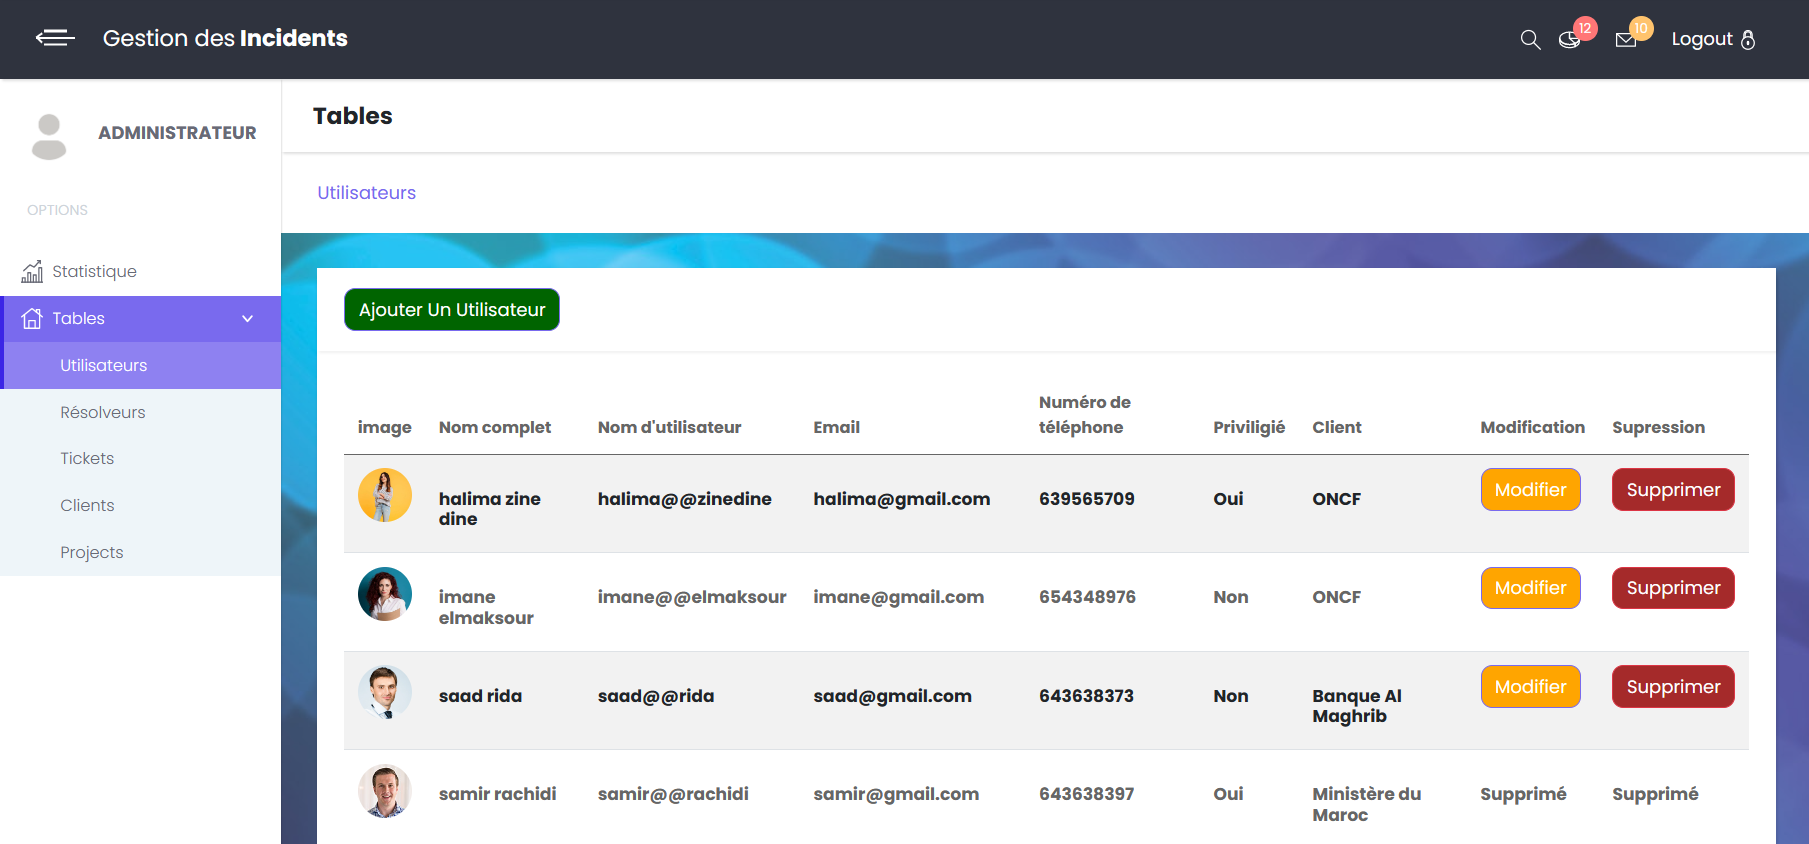 Gestion des Incidents
12
10
Logout
ADMINISTRATEUR
OPTIONS
Statistique
Tables
Utilisateurs
Résolveurs
Tickets
Clients
Projects
Tables
Utilisateurs
Ajouter Un Utilisateur
image Nom complet Nom d'utilisateur Email Numéro de téléphone Priviligié Client Modification Supression
halima zine dine halima@@zinedine halima@gmail.com 639565709 Oui ONCF Modifier Supprimer
imane elmaksour imane@@elmaksour imane@gmail.com 654348976 Non ONCF Modifier Supprimer
saad rida saad@@rida saad@gmail.com 643638373 Non Banque Al Maghrib Modifier Supprimer
samir rachidi samir@@rachidi samir@gmail.com 643638397 Oui Ministère du Maroc Supprimé Supprimé